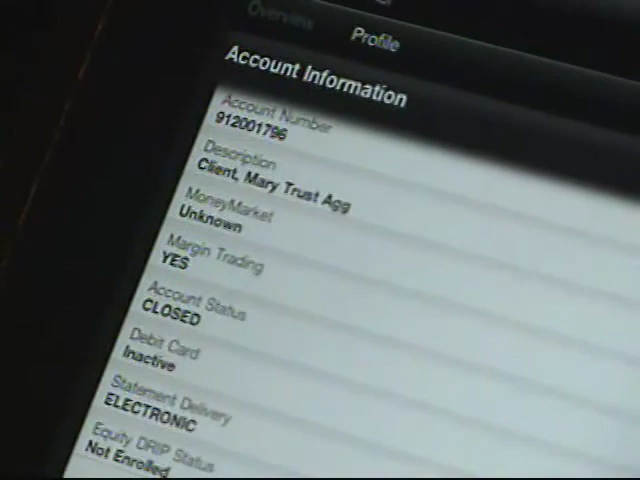 Overview Profile
Account Information
Account Number
912001796
Description
Client, Mary Trust Agg
MoneyMarket
Unknown
Margin Trading
YES
Account Status
CLOSED
Debit Card
Inactive
Statement Delivery
ELECTRONIC
Equity DRIP Status
Not Enrolled